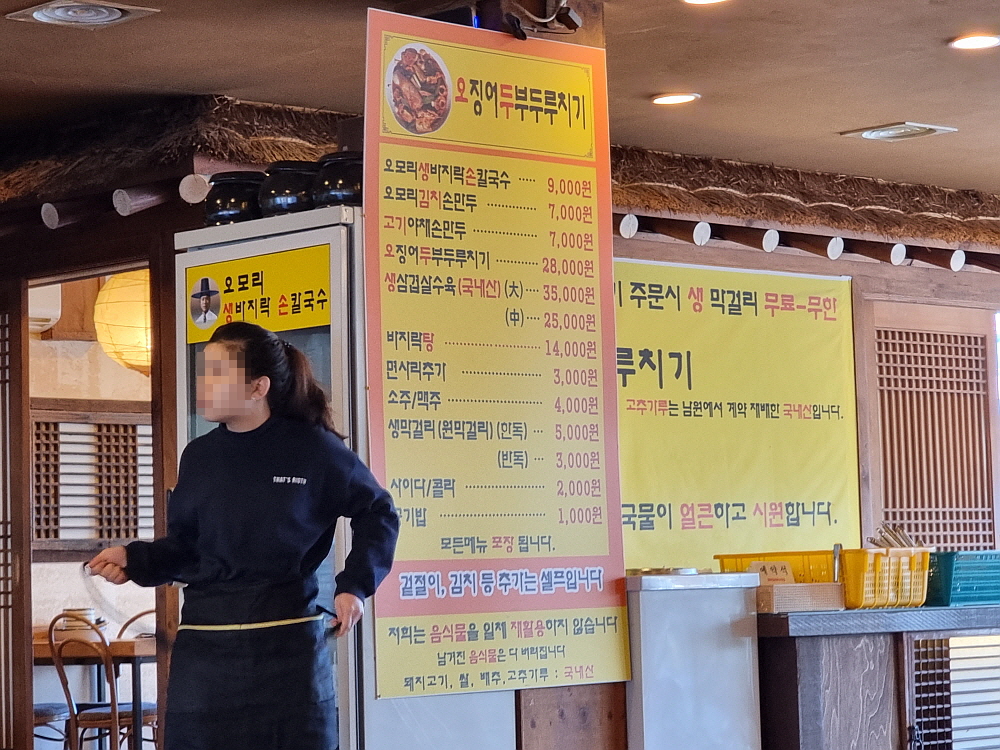 오징어두부두루치기
오모리생바지락손칼국수 ····· 9,000원
오모리김치손만두 ············ 7,000원
고기야채손만두 ·············· 7,000원
오징어두부두루치기 ·········· 28,000원
생삼겹살수육(국내산) (大)···· 35,000원
(中)···· 25,000원
바지락탕 ···················· 14,000원
면사리추가 ·················· 3,000원
소주/맥주 ··················· 4,000원
생막걸리(원막걸리)(한독) ··· 5,000원
(반독) ··· 3,000원
사이다/콜라 ················· 2,000원
공기밥 ······················ 1,000원
모든메뉴 포장 됩니다.
겉절이, 김치 등 추가는 셀프입니다
저희는 음식물을 일체 재활용하지 않습니다
남겨진 음식물은 다 버려집니다
돼지고기, 쌀, 배추,고추가루 : 국내산
오모리
생바지락 손칼국수
THAT'S RIGTH
기 주문시 생 막걸리 무료-무한
루치기
고추가루는 남원에서 계약 재배한 국내산입니다.
국물이 얼큰하고 시원합니다.